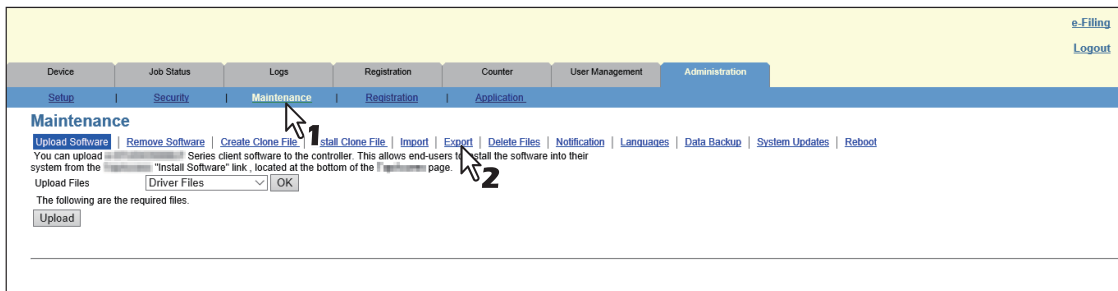 e-Filing
Logout
Device Job Status Logs Registration Counter User Management Administration
Setup | Security | Maintenance | Registration | Application
Maintenance
Upload Software | Remove Software | Create Clone File | Install Clone File | Import | Export | Delete Files | Notification | Languages | Data Backup | System Updates | Reboot
1
You can upload Series client software to the controller. This allows end-users to install the software into their
system from the "Install Software" link , located at the bottom of the page.
2
Upload Files Driver Files OK
The following are the required files.
Upload